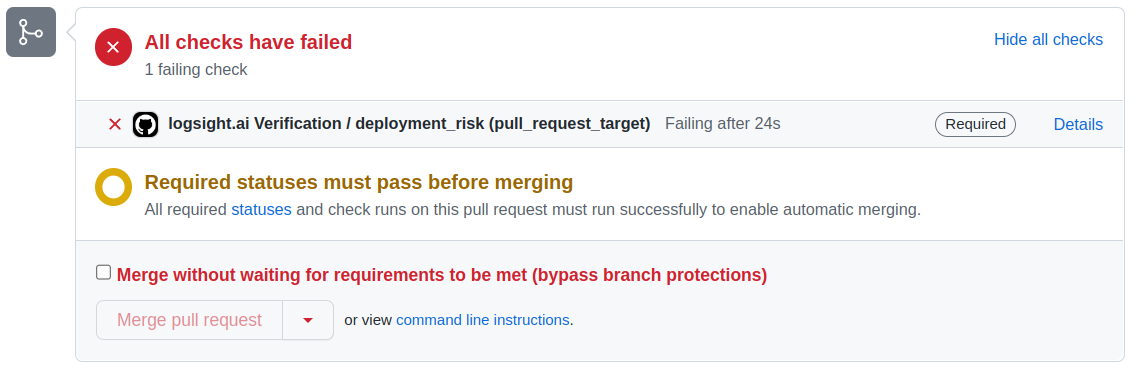 All checks have failed
Hide all checks
1 failing check
logsight.ai Verification / deployment_risk (pull_request_target) Failing after 24s Required Details
Required statuses must pass before merging
All required statuses and check runs on this pull request must run successfully to enable automatic merging.
Merge without waiting for requirements to be met (bypass branch protections)
Merge pull request or view command line instructions.